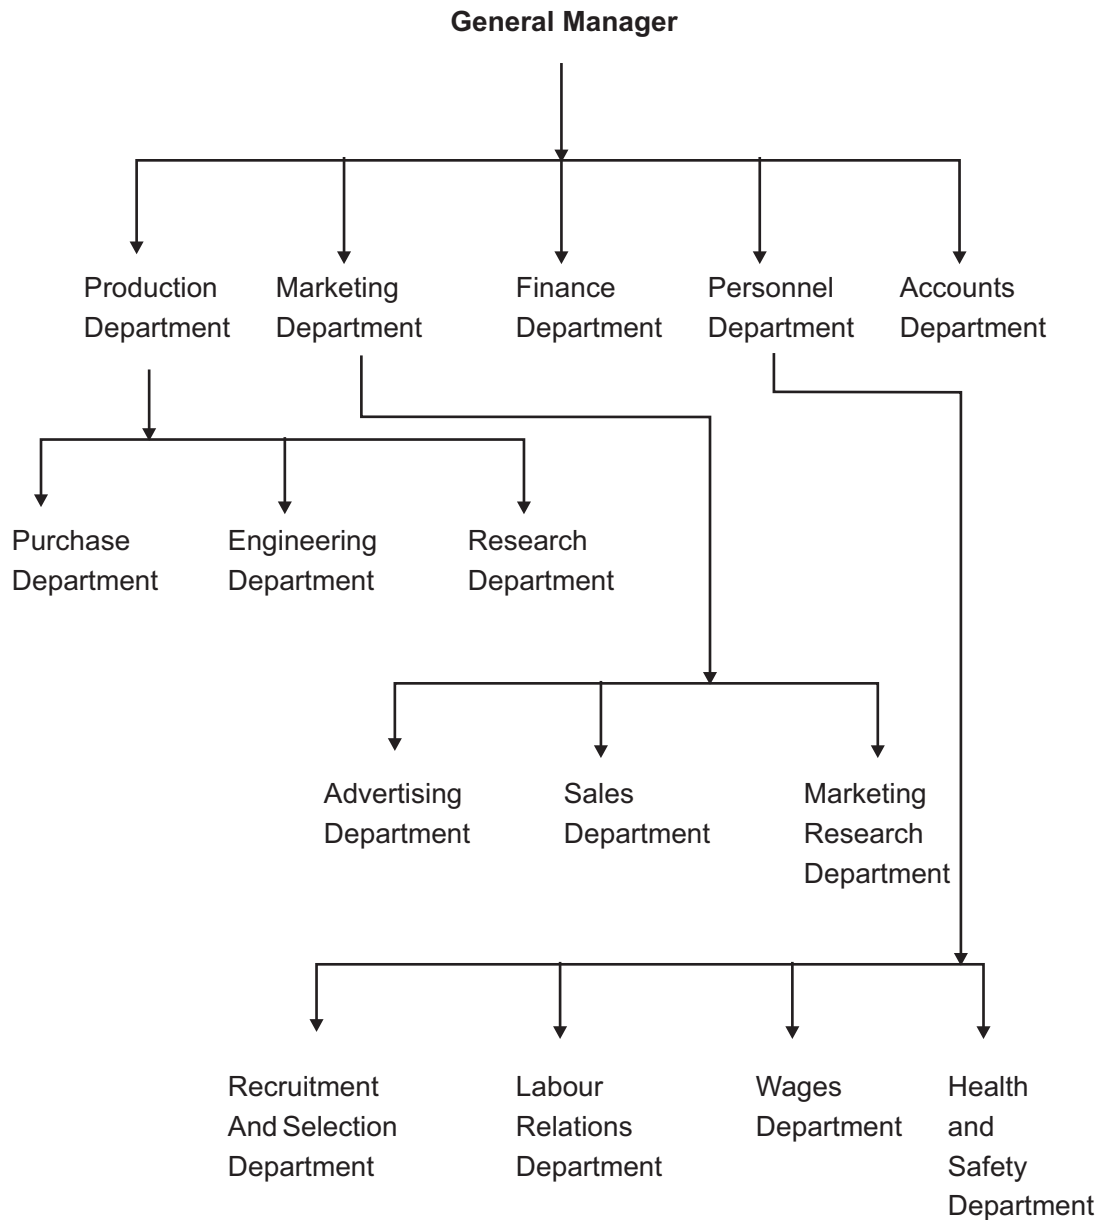 General Manager
Production
Department
Marketing
Department
Finance
Department
Personnel
Department
Accounts
Department
Purchase
Department
Engineering
Department
Research
Department
Advertising
Department
Sales
Department
Marketing
Research
Department
Recruitment
And Selection
Department
Labour
Relations
Department
Wages
Department
Health
and
Safety
Department